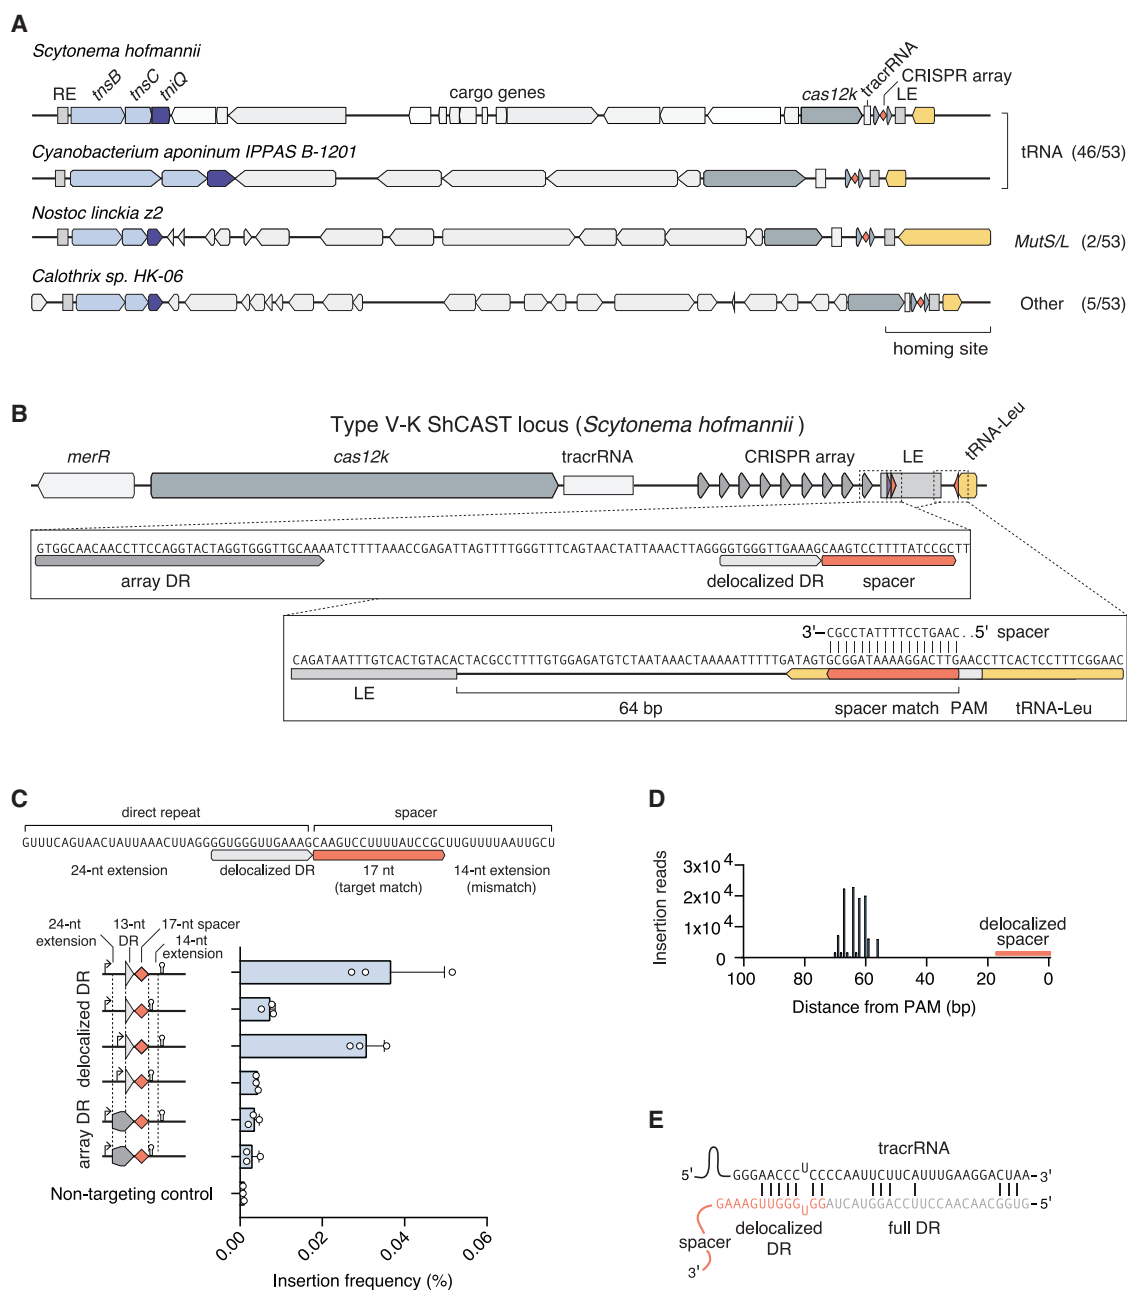 A
Scytonema hofmannii
RE
tnsB
tnsC
tniQ
cargo genes
cas12k
tracrRNA
CRISPR array
LE
tRNA (46/53)
Cyanobacterium aponinum IPPAS B-1201
Nostoc linckia z2
MutS/L (2/53)
Calothrix sp. HK-06
Other (5/53)
homing site
B
Type V-K ShCAST locus (Scytonema hofmannii)
merR
cas12k
tracrRNA
CRISPR array
LE
tRNA-Leu
GTGGCAACAACCTTCCAGGTACTAGGTGGGTTGCAAAATCTTTTAAACCGAGATTAGTTTTGGGTTTCAGTAACTATTAAACTTAGGGGTGGGTTGAAAGCAAGTCCTTTTATCCGCTT
array DR
delocalized DR
spacer
3'–CGCCTATTTTCCTGAAC..5' spacer
CAGATAATTTGTCACTGTACACTACGCCTTTTGTGGAGATGTCTAATAAACTAAAAATTTTTGATAGTGCGGATAAAAGGACTTGAACCTTCACTCCTTTCGGAAC
LE
64 bp
spacer match
PAM
tRNA-Leu
C
direct repeat
spacer
GUUUCAGUAACUAUUAAACUUAGGGGUGGGUUGAAAGCAAGUCCUUUUAUCCGCUUGUUUUAAUUGCU
24-nt extension
delocalized DR
17 nt
(target match)
14-nt extension
(mismatch)
24-nt
extension
13-nt
DR
17-nt spacer
14-nt
extension
delocalized DR
array DR
Non-targeting control
0.00
0.02
0.04
0.06
Insertion frequency (%)
D
Insertion reads
3x10⁴
2x10⁴
1x10⁴
0
delocalized
spacer
100
80
60
40
20
0
Distance from PAM (bp)
E
tracrRNA
5'
GGGAACCCUCCCCAAUUCUUCAUUUGAAGGACUAA–3'
GAAAGUUGGGUGGAUCAUGGACCUUCCAACAACGGUG–5'
delocalized
DR
full DR
spacer
3'